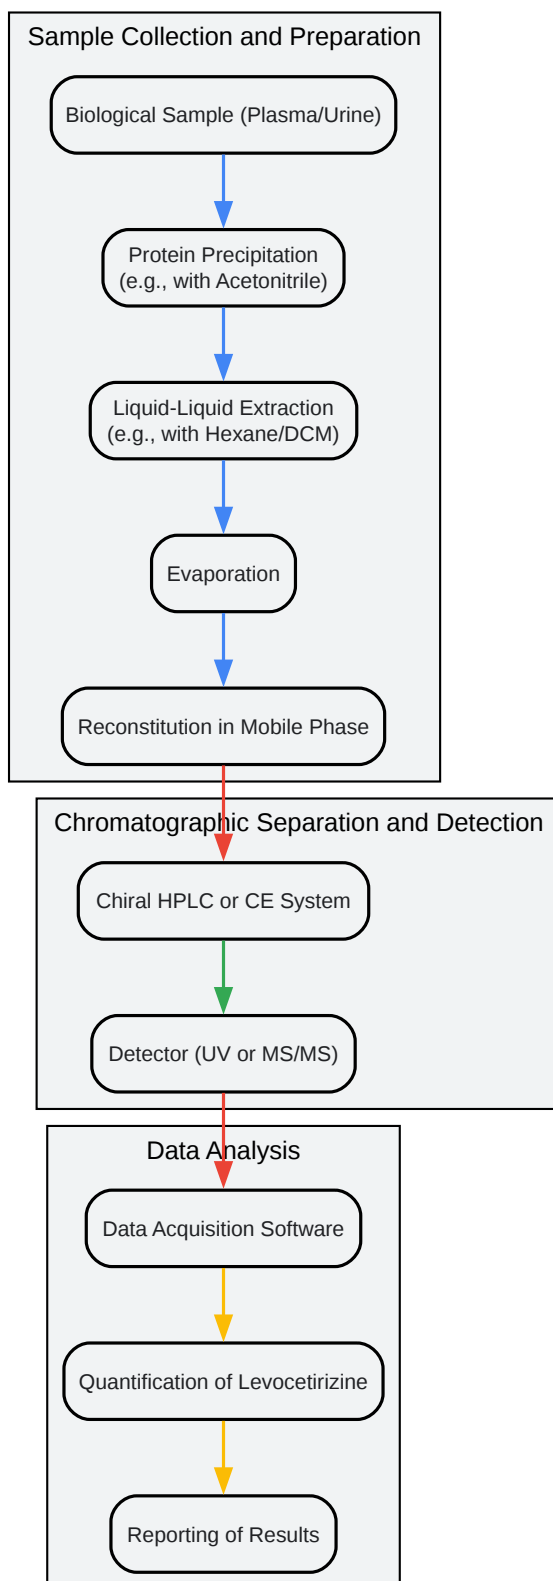 Sample Collection and Preparation
Biological Sample (Plasma/Urine)
Protein Precipitation
(e.g., with Acetonitrile)
Liquid-Liquid Extraction
(e.g., with Hexane/DCM)
Evaporation
Reconstitution in Mobile Phase
Chromatographic Separation and Detection
Chiral HPLC or CE System
Detector (UV or MS/MS)
Data Analysis
Data Acquisition Software
Quantification of Levocetirizine
Reporting of Results